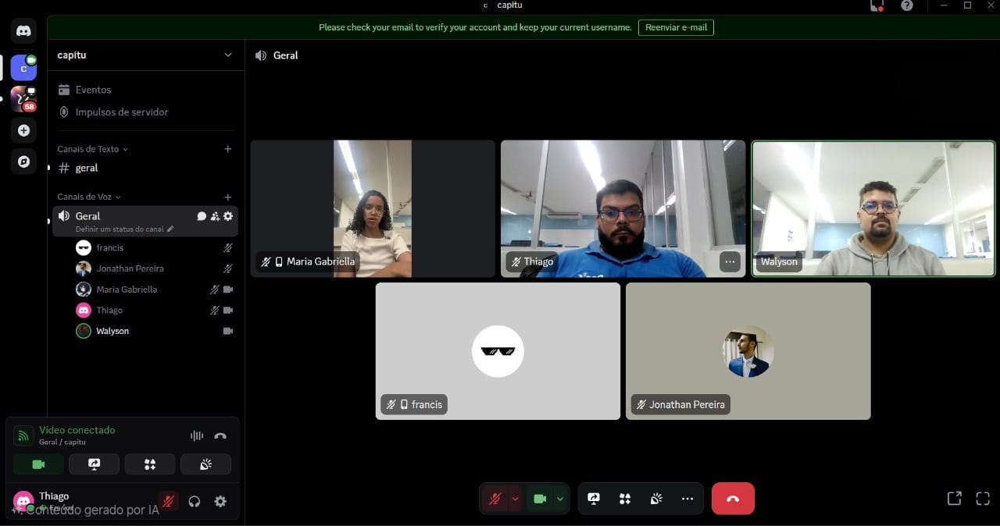 c capitu
Please check your email to verify your account and keep your current username. Reenviar e-mail
capitu
Geral
C
58
Eventos
Impulsos de servidor
Canais de Texto
geral
Canais de Voz
Geral
Definir um status do canal
francis
Jonathan Pereira
Maria Gabriella
Thiago
Walyson
Maria Gabriella
Thiago
Walyson
francis
Jonathan Pereira
Vídeo conectado
Geral / capitu
Thiago
Conteúdo gerado por IA